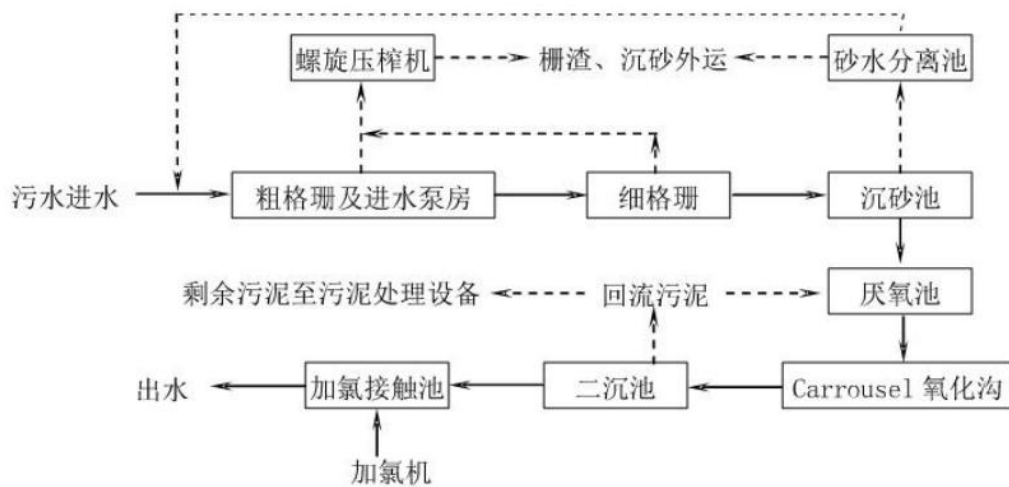 螺旋压榨机
栅渣、沉砂外运
砂水分离池
污水进水
粗格珊及进水泵房
细格珊
沉砂池
剩余污泥至污泥处理设备
回流污泥
厌氧池
出水
加氯接触池
二沉池
Carrousel 氧化沟
加氯机